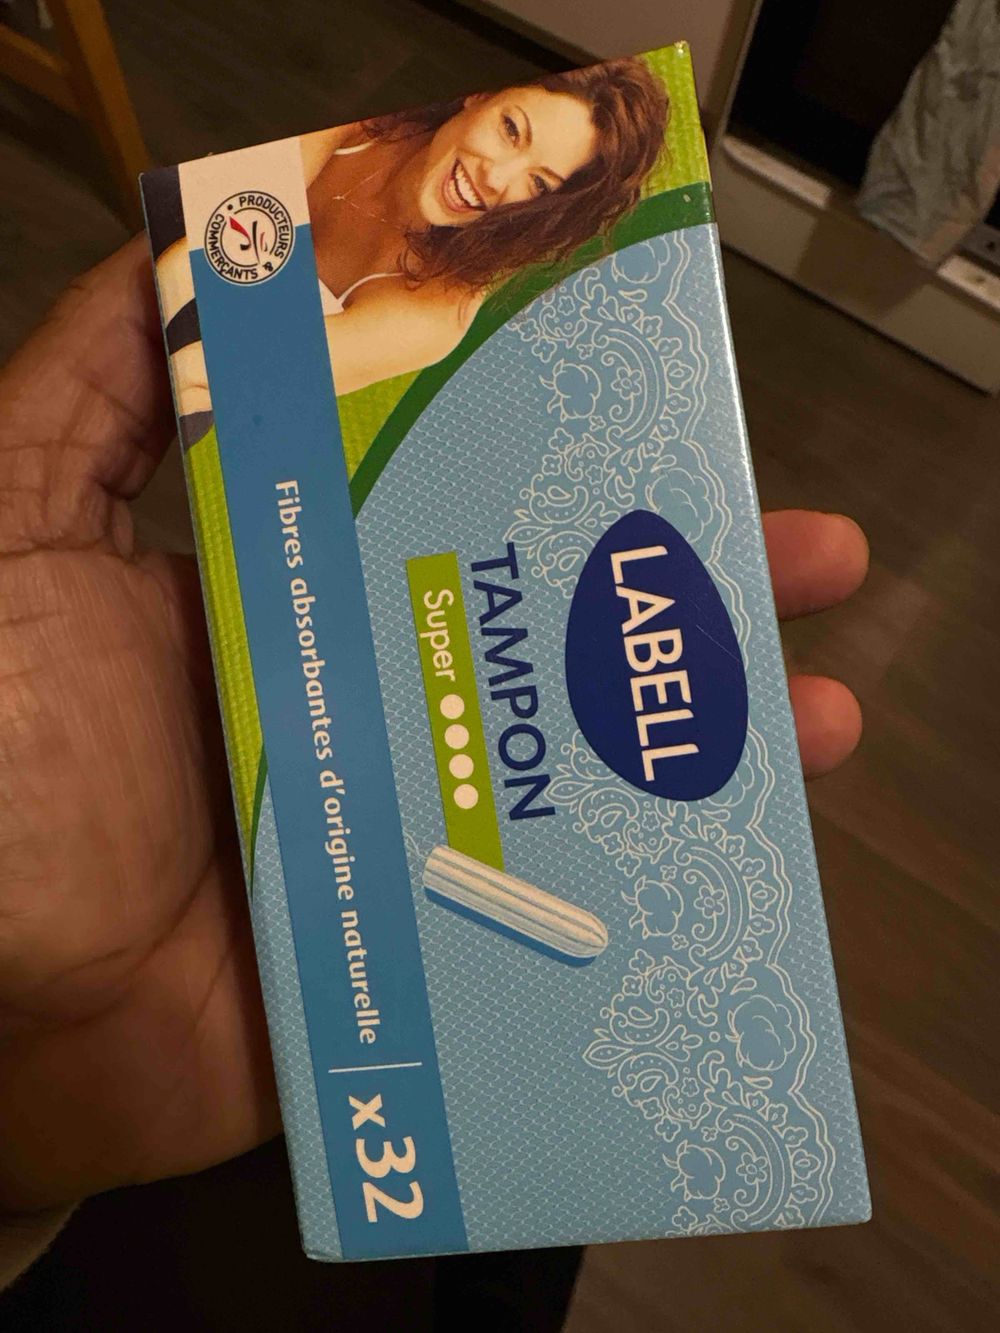 LABELL
TAMPON
Super
Fibres absorbantes d'origine naturelle
x32
PRODUCTEURS & COMMERÇANTS